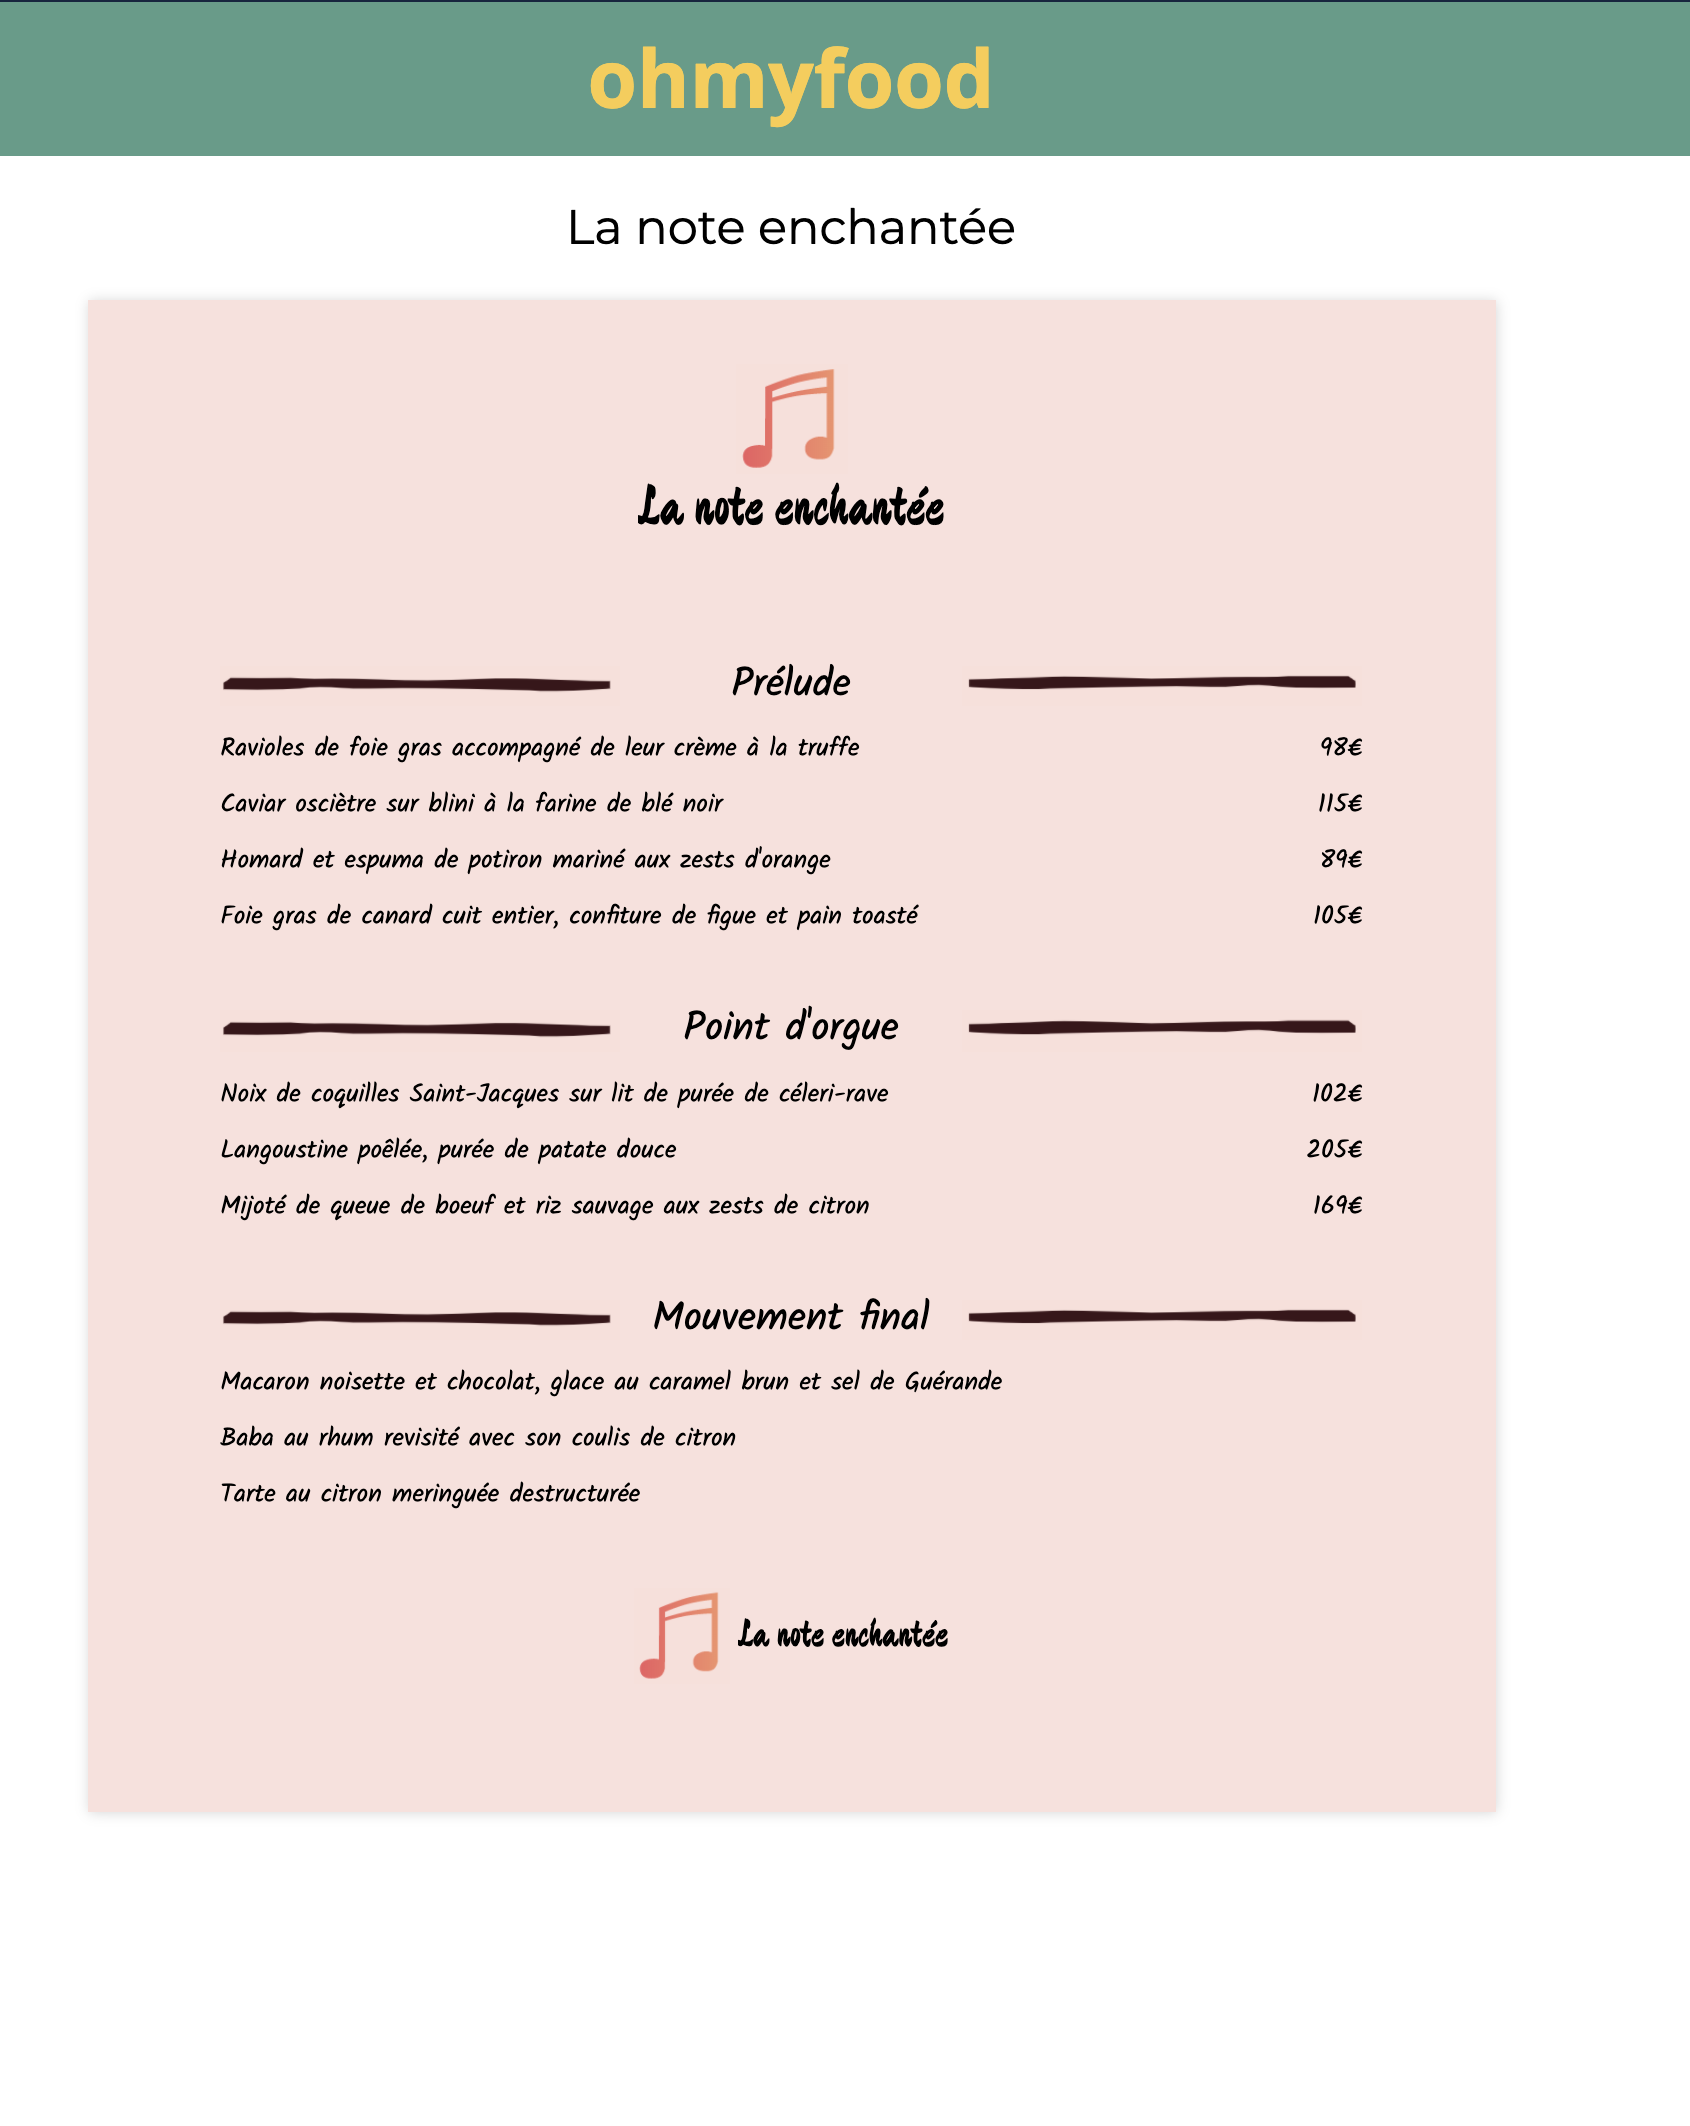 ohmyfood
La note enchantée
La note enchantée
Prélude
Ravioles de foie gras accompagné de leur crème à la truffe 98€
Caviar oscièttre sur blini à la farine de blé noir 115€
Homard et espuma de potiron mariné aux zests d'orange 89€
Foie gras de canard cuit entier, confiture de figue et pain toasté 105€
Point d'orgue
Noix de coquilles Saint-Jacques sur lit de purée de céleri-rave 102€
Langoustine poêlée, purée de patate douce 205€
Mijoté de queue de boeuf et riz sauvage aux zests de citron 169€
Mouvement final
Macaron noisette et chocolat, glace au caramel brun et sel de Guérande
Baba au rhum revisité avec son coulis de citron
Tarte au citron meringuée destructurée
La note enchantée